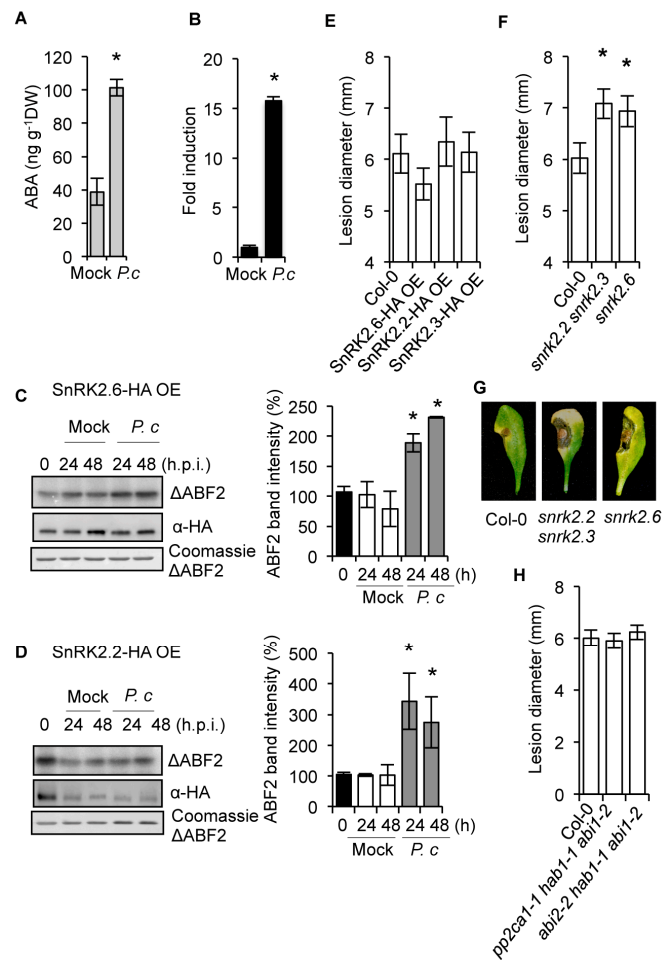 A
ABA (ng g-1DW)
120
100
80
60
40
20
0
Mock P.c
*
B
Fold induction
20
15
10
5
0
Mock P.c
*
E
Lesion diameter (mm)
8
7
6
5
4
Col-0
SnRK2.6-HA OE
SnRK2.2-HA OE
SnRK2.3-HA OE
F
Lesion diameter (mm)
8
7
6
5
4
* *
Col-0
snrk2.2 snrk2.3
snrk2.6
C SnRK2.6-HA OE
Mock P. c
0 24 48 24 48 (h.p.i.)
ΔABF2
α-HA
Coomassie
ΔABF2
ABF2 band intensity (%)
250
200
150
100
50
0
* *
0 24 48 24 48 (h)
Mock P. c
G
Col-0 snrk2.2 snrk2.6
snrk2.3
D SnRK2.2-HA OE
Mock P. c
0 24 48 24 48 (h.p.i.)
ΔABF2
α-HA
Coomassie
ΔABF2
ABF2 band intensity (%)
500
400
300
200
100
0
* *
0 24 48 24 48 (h)
Mock P. c
H
Lesion diameter (mm)
8
6
4
2
0
Col-0
pp2ca1-1 hab1-1 abi1-2
abi2-2 hab1-1 abi1-2